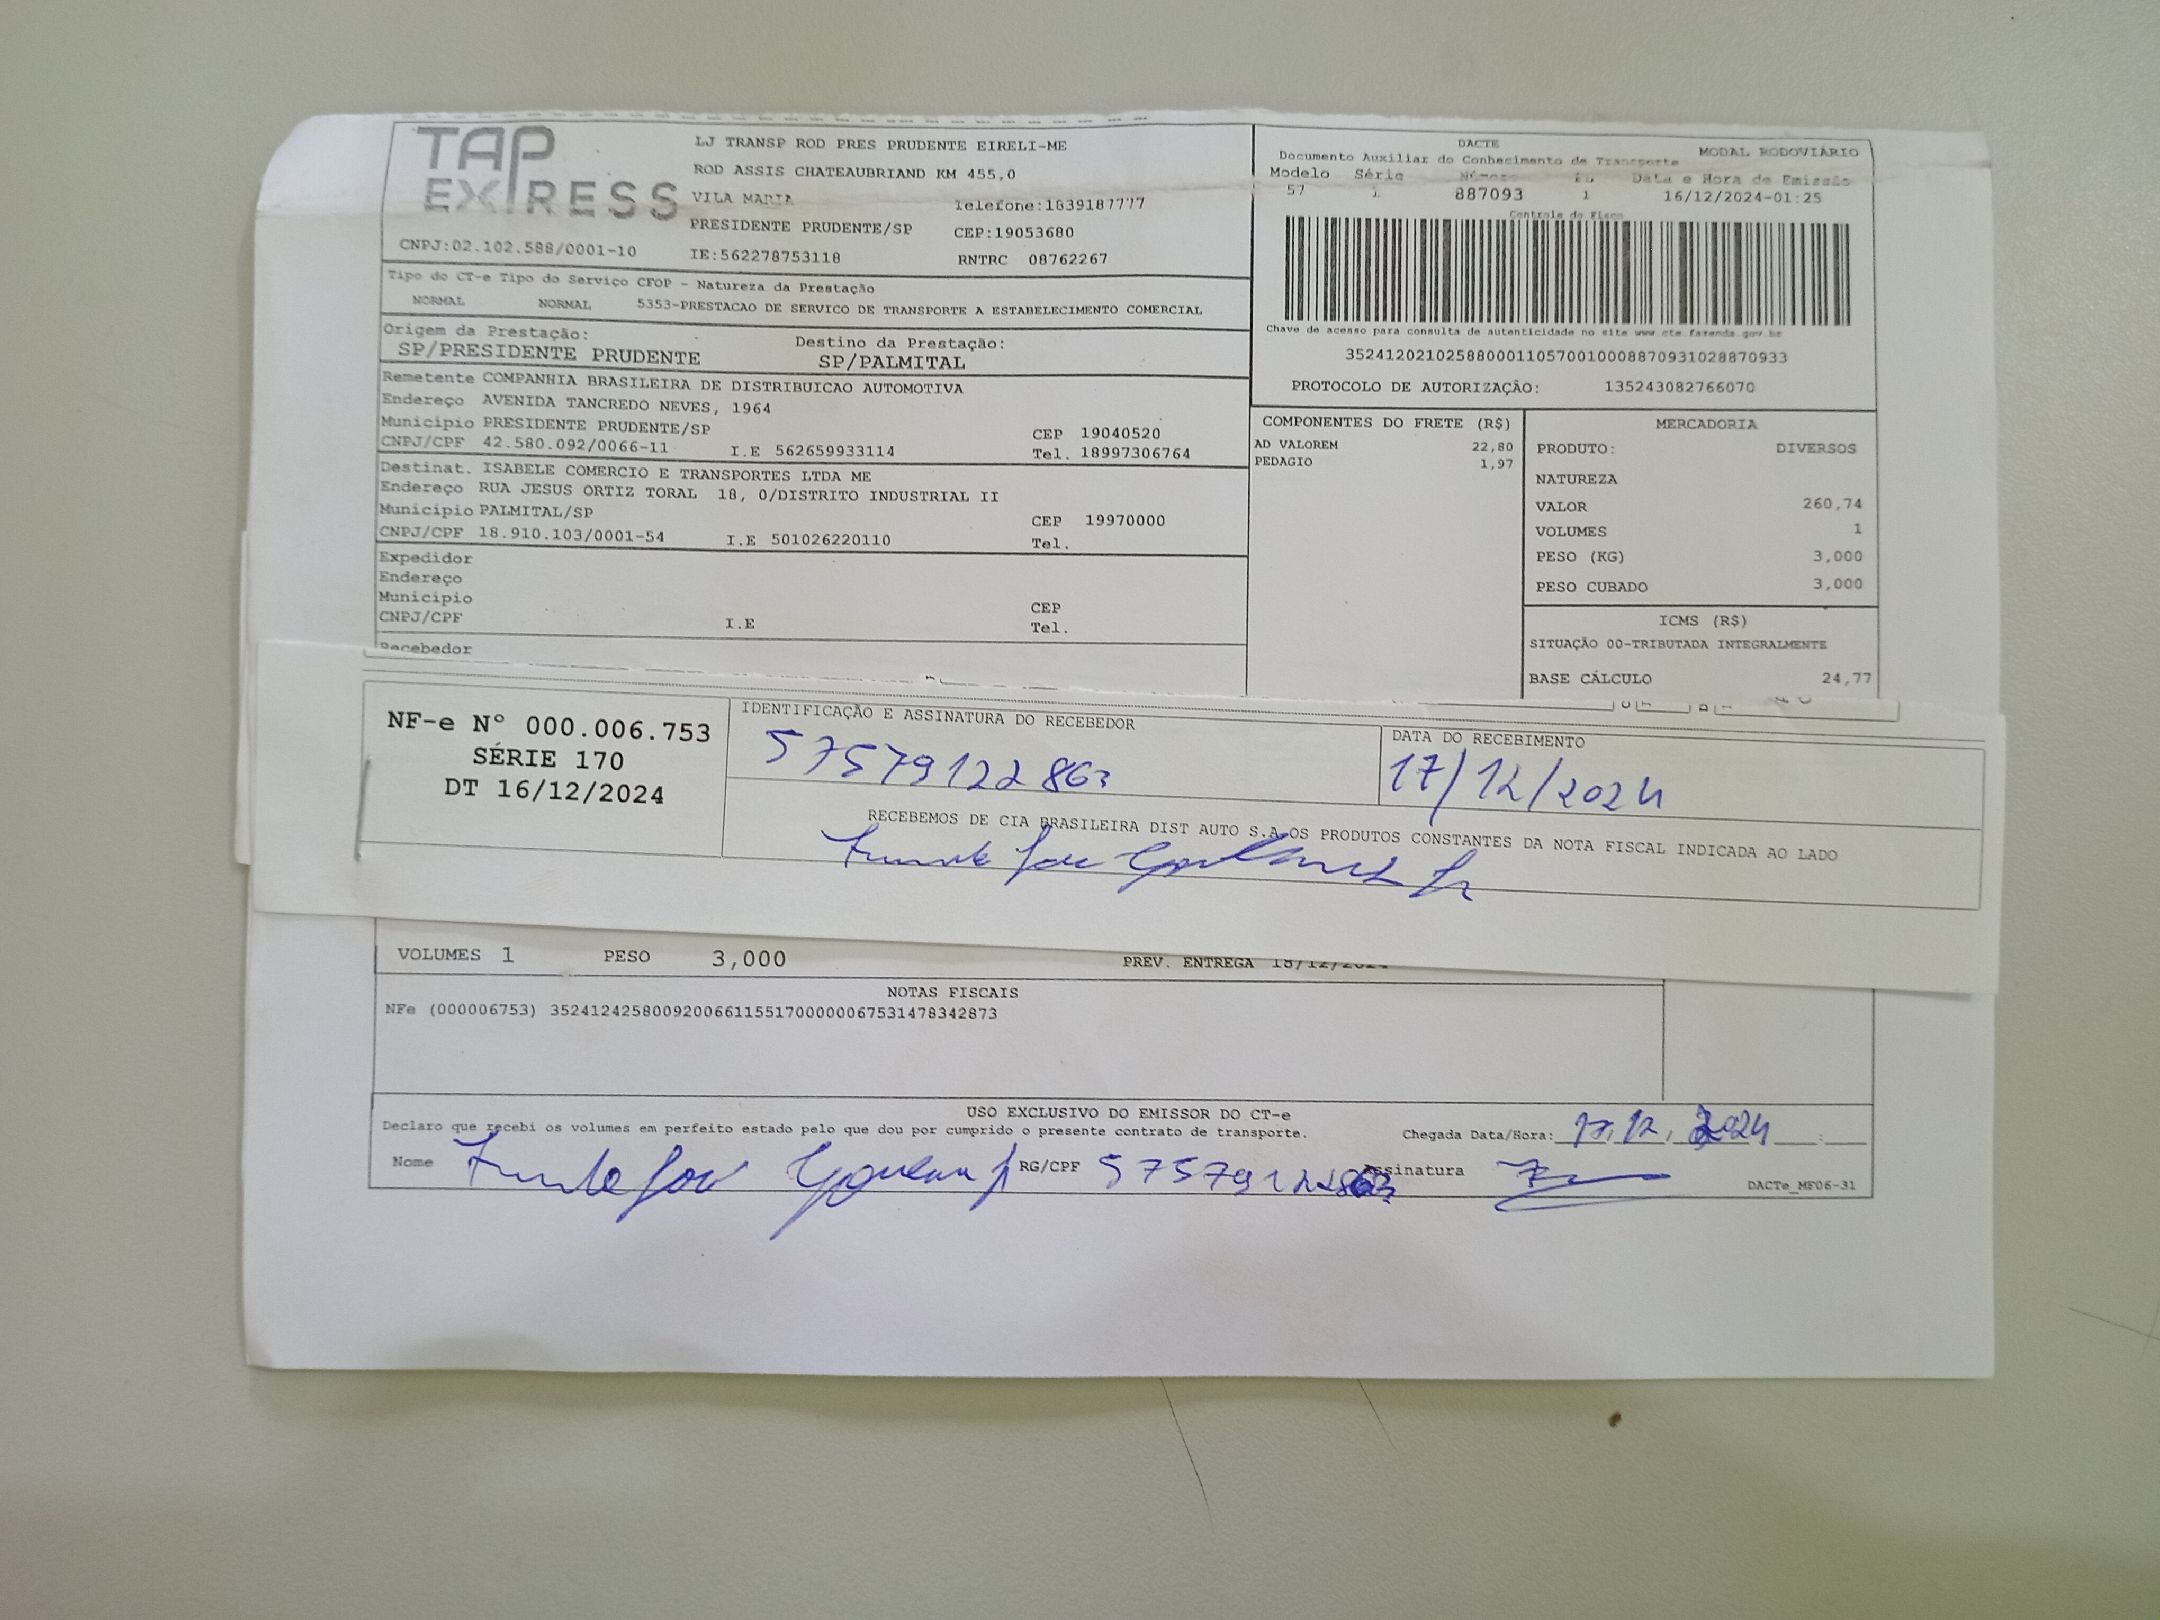 TAP EXPRESS
LJ TRANSP ROD PRES PRUDENTE EIRELI-ME
ROD ASSIS CHATEAUBRIAND KM 455,0
VILA MARIA Telefone:1839187777
PRESIDENTE PRUDENTE/SP CEP:19053680
CNPJ:02.102.588/0001-10 IE:562278753118 RNTRC 08762267
DACTE MODAL RODOVIÁRIO
Documento Auxiliar do Conhecimento de Transporte
Modelo Série Número FL Data e Hora de Emissão
57 1 887093 1 16/12/2024-01:25
Controle do Fisco
Chave de acesso para consulta de autenticidade no site www.cte.fazenda.gov.br
35241202102588000110570010008870931028870933
PROTOCOLO DE AUTORIZAÇÃO: 135243082766070
Tipo do CT-e Tipo do Serviço CFOP - Natureza da Prestação
NORMAL NORMAL 5353-PRESTACAO DE SERVICO DE TRANSPORTE A ESTABELECIMENTO COMERCIAL
Origem da Prestação: Destino da Prestação:
SP/PRESIDENTE PRUDENTE SP/PALMITAL
Remetente COMPANHIA BRASILEIRA DE DISTRIBUICAO AUTOMOTIVA
Endereço AVENIDA TANCREDO NEVES, 1964
Município PRESIDENTE PRUDENTE/SP CEP 19040520
CNPJ/CPF 42.580.092/0066-11 I.E 562659933114 Tel. 18997306764
Destinat. ISABELE COMERCIO E TRANSPORTES LTDA ME
Endereço RUA JESUS ORTIZ TORAL 18, 0/DISTRITO INDUSTRIAL II
Município PALMITAL/SP CEP 19970000
CNPJ/CPF 18.910.103/0001-54 I.E 501026220110 Tel.
Expedidor
Endereço
Município CEP
CNPJ/CPF I.E Tel.
Recebedor
COMPONENTES DO FRETE (R$)
AD VALOREM 22,80
PEDAGIO 1,97
MERCADORIA
PRODUTO: DIVERSOS
NATUREZA
VALOR 260,74
VOLUMES 1
PESO (KG) 3,000
PESO CUBADO 3,000
ICMS (R$)
SITUAÇÃO 00-TRIBUTADA INTEGRALMENTE
BASE CÁLCULO 24,77
NF-e Nº 000.006.753
SÉRIE 170
DT 16/12/2024
IDENTIFICAÇÃO E ASSINATURA DO RECEBEDOR
57579122863
DATA DO RECEBIMENTO
17/12/2024
RECEBEMOS DE CIA BRASILEIRA DIST AUTO S.A OS PRODUTOS CONSTANTES DA NOTA FISCAL INDICADA AO LADO
VOLUMES 1 PESO 3,000 PREV. ENTREGA 18/12/2024
NOTAS FISCAIS
NFe (000006753) 35241242580092006611551700000067531478342873
USO EXCLUSIVO DO EMISSOR DO CT-e
Declaro que recebi os volumes em perfeito estado pelo que dou por cumprido o presente contrato de transporte. Chegada Data/Hora: 17,12, 2024 :
Nome RG/CPF 57579122863 Assinatura
DACTe_MF06-31